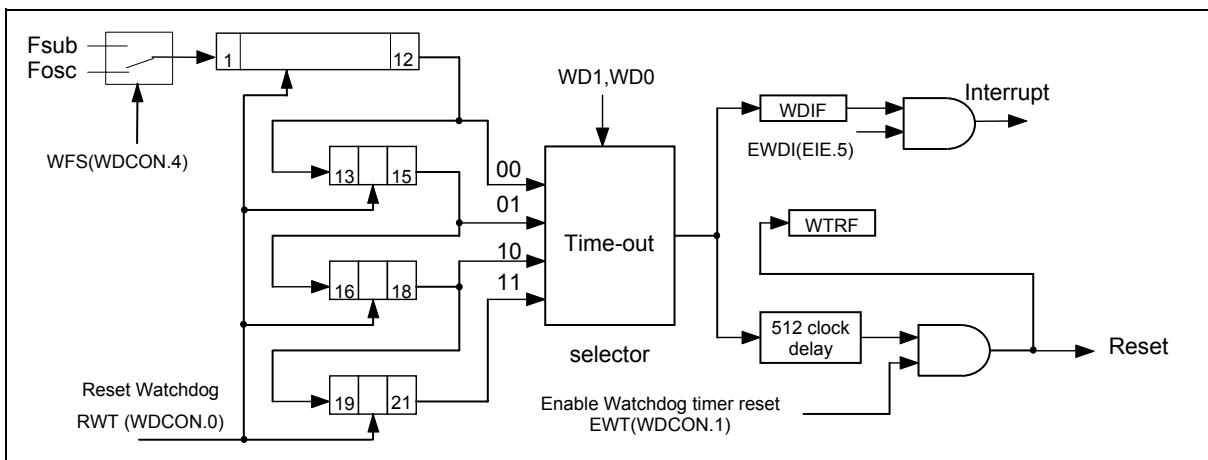 Fsub
Fosc
1
12
WFS(WDCON.4)
13
15
16
18
19
21
Reset Watchdog
RWT (WDCON.0)
WD1,WD0
00
01
10
11
Time-out
selector
WDIF
EWDI(EIE.5)
Interrupt
WTRF
512 clock
delay
Reset
Enable Watchdog timer reset
EWT(WDCON.1)